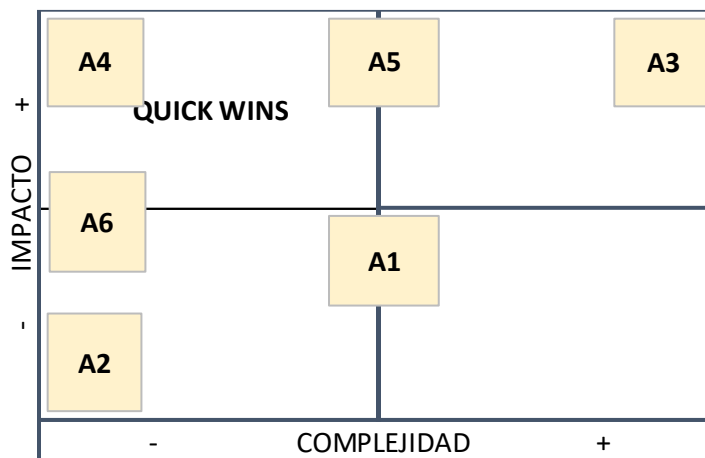 A4
A5
A3
QUICK WINS
+
IMPACTO
-
A6
A1
A2
-
COMPLEJIDAD
+